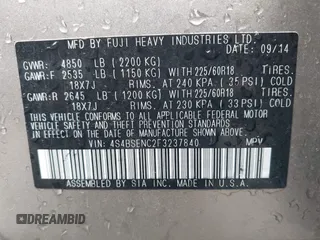 MFD BY FUJI HEAVY INDUSTRIES LTD.
DATE: 09/14
GVWR: 4850 LB (2200 KG)
GAWR:F 2535 LB (1150 KG) WITH 225/60R18 TIRES.
18X7J RIMS. AT 240 KPA (35 PSI) COLD
GAWR:R 2645 LB (1200 KG) WITH 225/60R18 TIRES.
18X7J RIMS. AT 230 KPA (33 PSI) COLD
THIS VEHICLE CONFORMS TO ALL
APPLICABLE FEDERAL MOTOR VEHICLE
SAFETY STANDARDS IN EFFECT ON THE
DATE OF MANUFACTURE SHOWN ABOVE.
VIN: 4S4BSENC2F3237840 MPV
ASSEMBLED BY SIA INC. MADE IN U.S.A.
DREAMBID